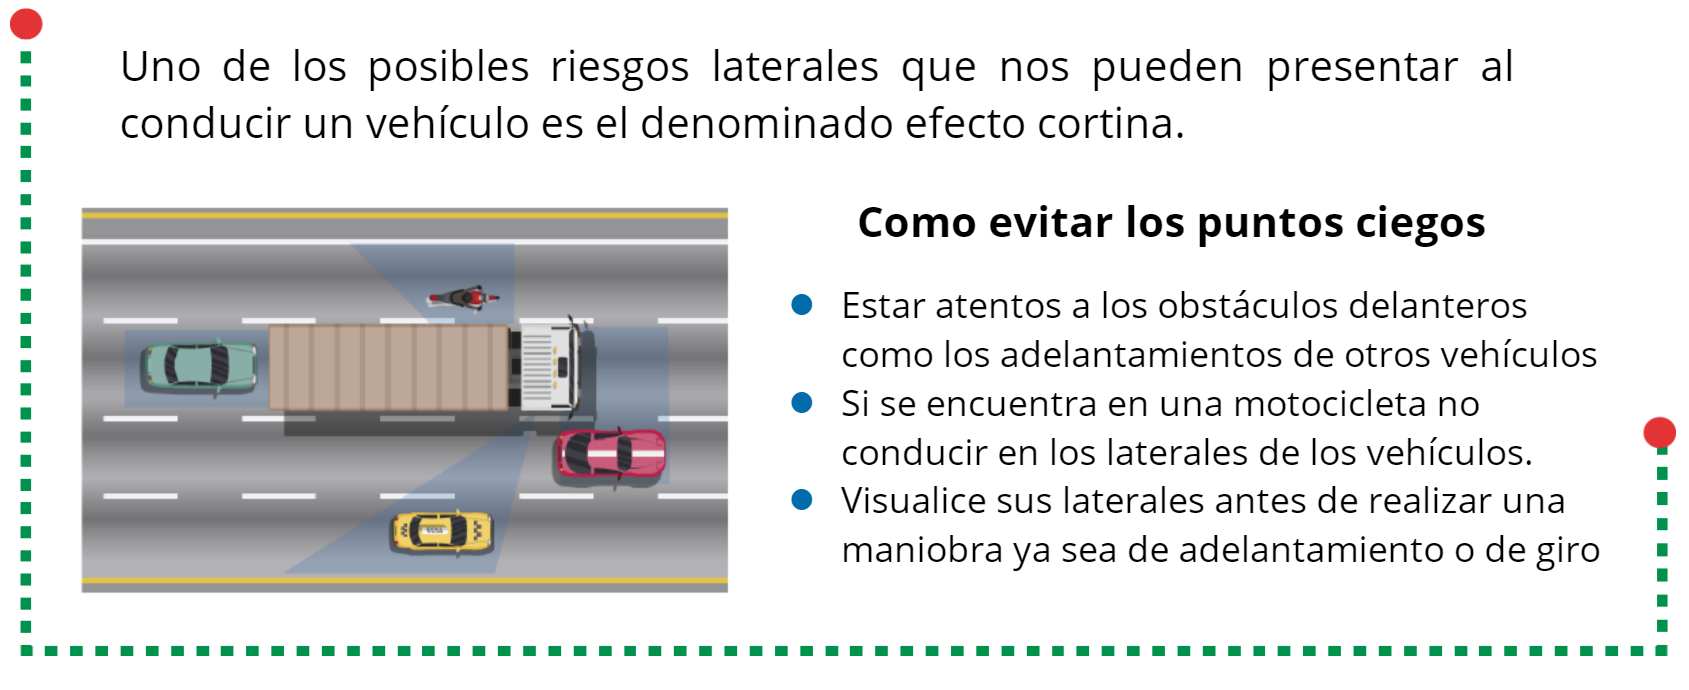 Uno de los posibles riesgos laterales que nos pueden presentar al
conducir un vehículo es el denominado efecto cortina.
Como evitar los puntos ciegos
Estar atentos a los obstáculos delanteros
como los adelantamientos de otros vehículos
Si se encuentra en una motocicleta no
conducir en los laterales de los vehículos.
Visualice sus laterales antes de realizar una
maniobra ya sea de adelantamiento o de giro